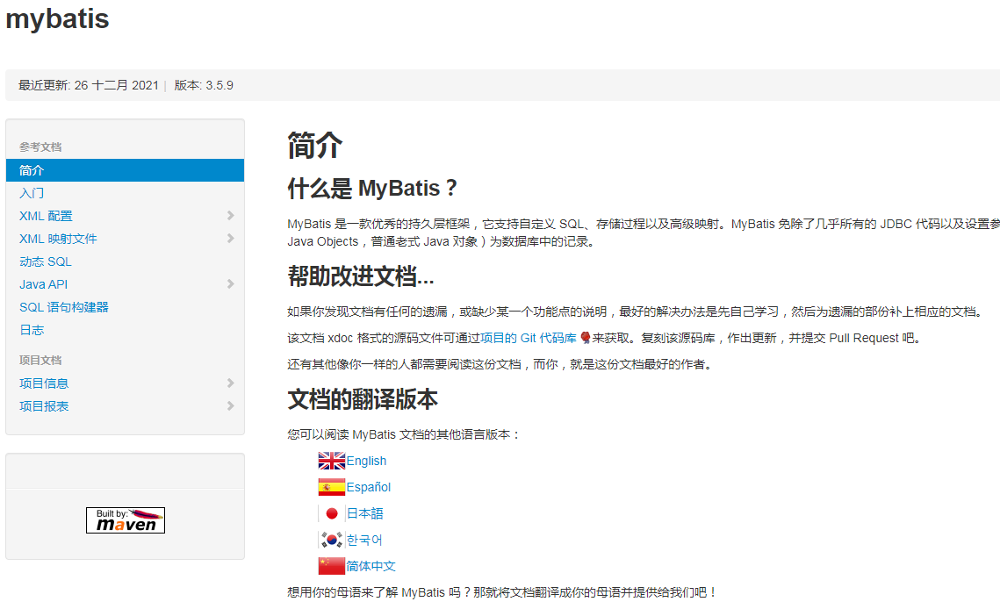 mybatis
最近更新: 26 十二月 2021 | 版本: 3.5.9
参考文档
简介
入门
XML 配置
XML 映射文件
动态 SQL
Java API
SQL 语句构建器
日志
项目文档
项目信息
项目报表
Built by:
maven
简介
什么是 MyBatis？
MyBatis 是一款优秀的持久层框架，它支持自定义 SQL、存储过程以及高级映射。MyBatis 免除了几乎所有的 JDBC 代码以及设置参
Java Objects，普通老式 Java 对象）为数据库中的记录。
帮助改进文档...
如果你发现文档有任何的遗漏，或缺少某一个功能点的说明，最好的解决办法是先自己学习，然后为遗漏的部份补上相应的文档。
该文档 xdoc 格式的源码文件可通过项目的 Git 代码库来获取。复刻该源码库，作出更新，并提交 Pull Request 吧。
还有其他像你一样的人都需要阅读这份文档，而你，就是这份文档最好的作者。
文档的翻译版本
您可以阅读 MyBatis 文档的其他语言版本：
English
Español
日本語
한국어
简体中文
想用你的母语来了解 MyBatis 吗？那就将文档翻译成你的母语并提供给我们吧！